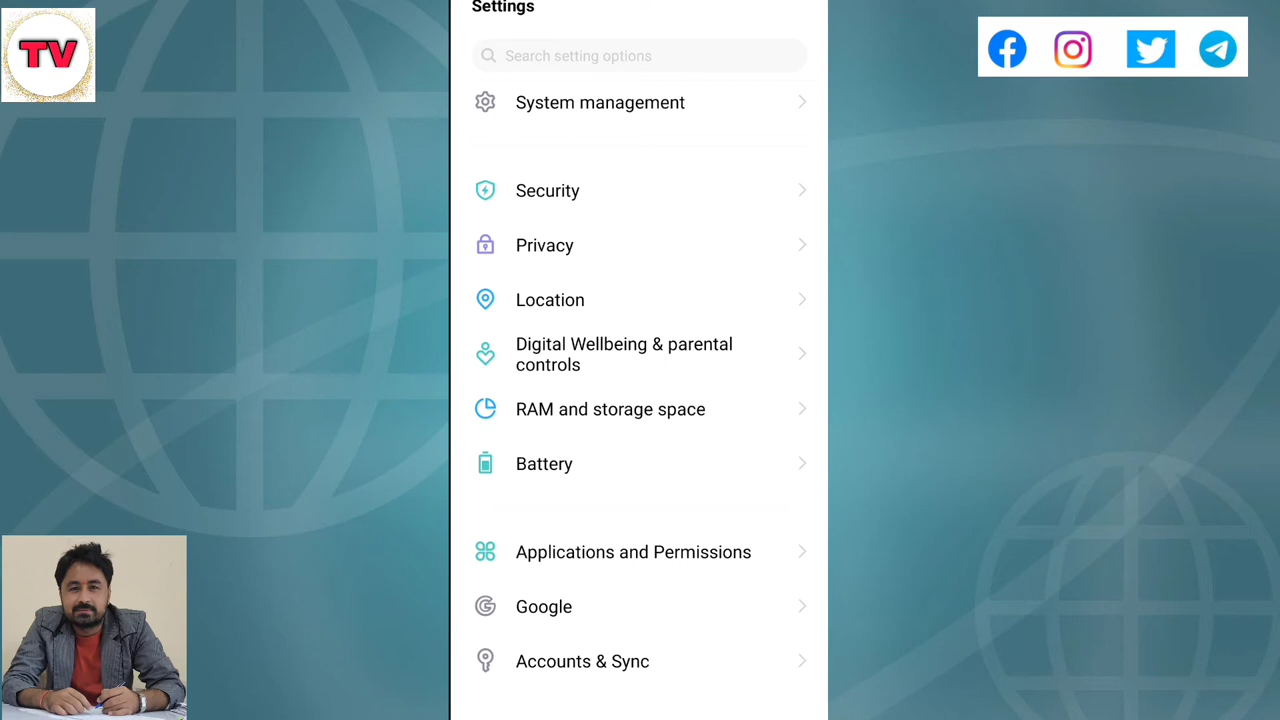 TV
Settings
Search setting options
System management
Security
Privacy
Location
Digital Wellbeing & parental
controls
RAM and storage space
Battery
Applications and Permissions
Google
Accounts & Sync